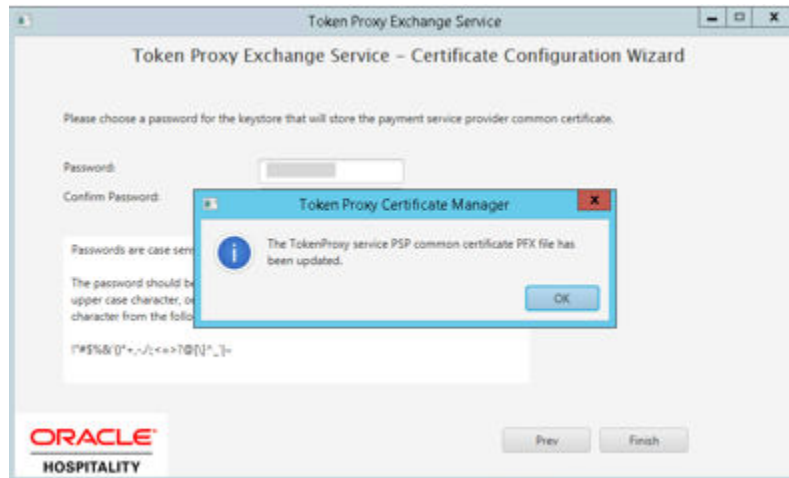 Token Proxy Exchange Service
Token Proxy Exchange Service – Certificate Configuration Wizard
Please choose a password for the keystore that will store the payment service provider common certificate.
Password:
Confirm Password:
Token Proxy Certificate Manager
x
The TokenProxy service PSP common certificate PFX file has
been updated.
OK
Passwords are case sen
The password should be
upper case character, o
character from the follo
ORACLE
HOSPITALITY
Prev
Finish